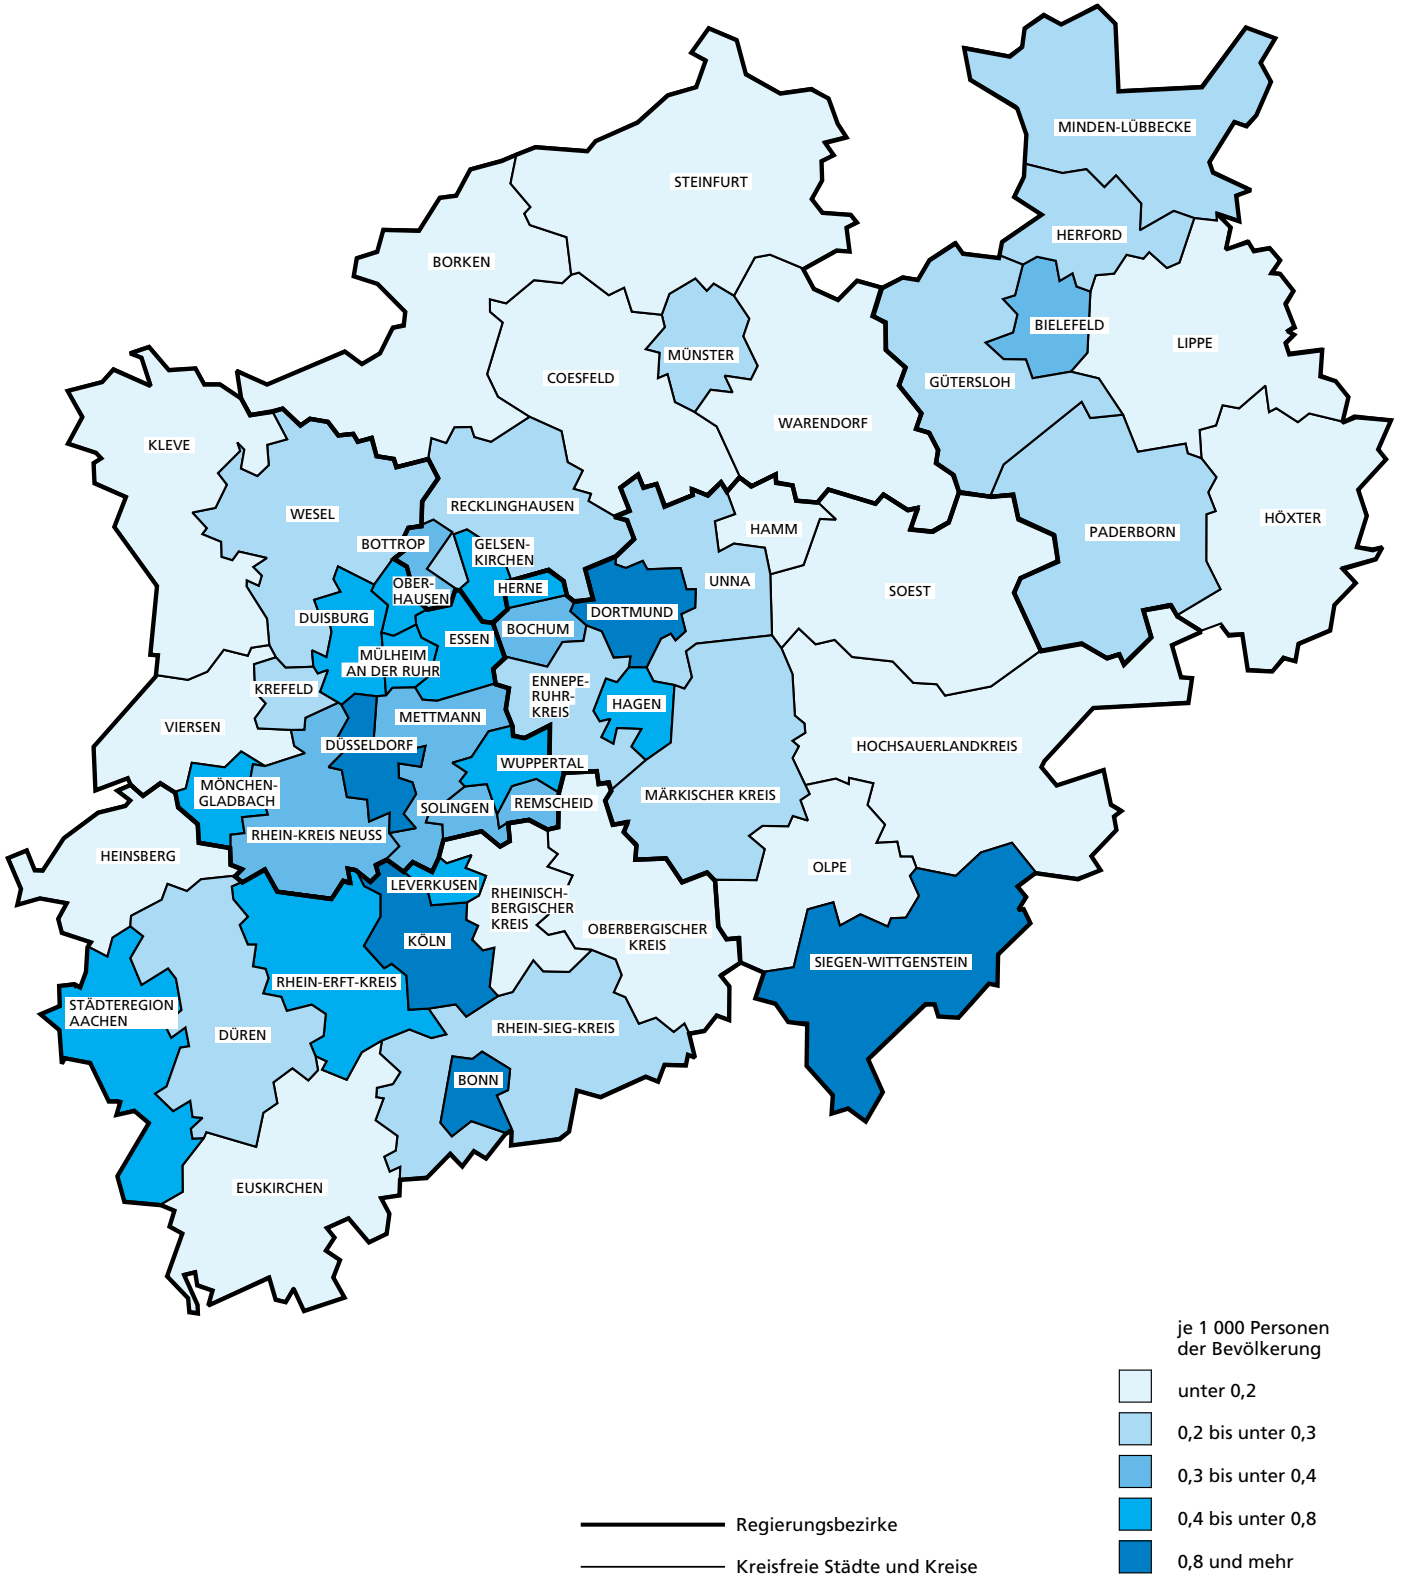 MINDEN-LÜBBECKE
STEINFURT
HERFORD
BORKEN
BIELEFELD
LIPPE
MÜNSTER
COESFELD
GÜTERSLOH
WARENDORF
KLEVE
RECKLINGHAUSEN
WESEL
HÖXTER
HAMM
PADERBORN
BOTTROP
GELSEN-
KIRCHEN
UNNA
OBER-
HAUSEN
HERNE
SOEST
DORTMUND
DUISBURG
BOCHUM
ESSEN
MÜLHEIM
AN DER RUHR
KREFELD
ENNEPE-
RUHR-
KREIS
HAGEN
METTMANN
VIERSEN
DÜSSELDORF
HOCHSAUERLANDKREIS
WUPPERTAL
MÖNCHEN-
GLADBACH
MÄRKISCHER KREIS
SOLINGEN
REMSCHEID
RHEIN-KREIS NEUSS
HEINSBERG
OLPE
LEVERKUSEN
RHEINISCH-
BERGISCHER
KREIS
OBERBERGISCHER
KREIS
KÖLN
SIEGEN-WITTGENSTEIN
RHEIN-ERFT-KREIS
STÄDTEREGION
AACHEN
RHEIN-SIEG-KREIS
DÜREN
BONN
EUSKIRCHEN
je 1 000 Personen
der Bevölkerung
unter 0,2
0,2 bis unter 0,3
0,3 bis unter 0,4
0,4 bis unter 0,8
0,8 und mehr
Regierungsbezirke
Kreisfreie Städte und Kreise